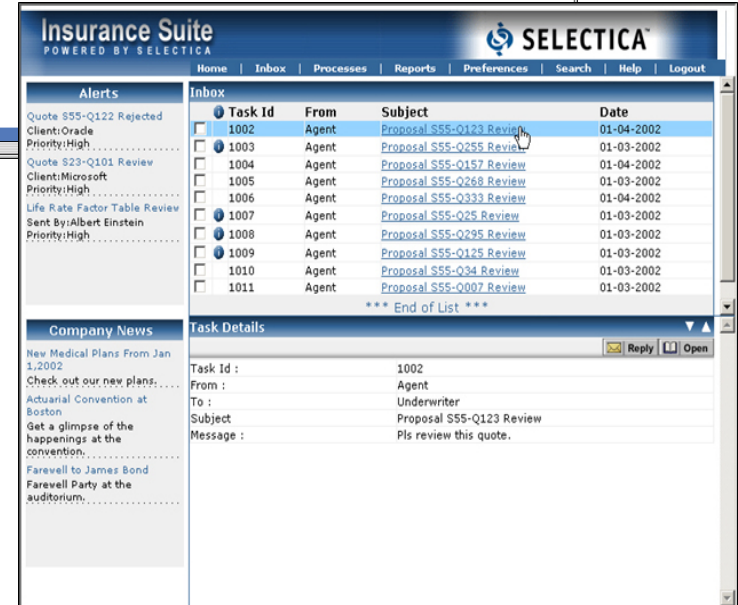 Insurance Suite
POWERED BY SELECTICA
SELECTICA™
Home | Inbox | Processes | Reports | Preferences | Search | Help | Logout
Alerts
Quote S55-Q122 Rejected
Client:Oracle
Priority:High
Quote S23-Q101 Review
Client:Microsoft
Priority:High
Life Rate Factor Table Review
Sent By:Albert Einstein
Priority:High
Inbox
Task Id From Subject Date
1002 Agent Proposal S55-Q123 Review 01-04-2002
1003 Agent Proposal S55-Q255 Review 01-03-2002
1004 Agent Proposal S55-Q157 Review 01-04-2002
1005 Agent Proposal S55-Q268 Review 01-03-2002
1006 Agent Proposal S55-Q333 Review 01-04-2002
1007 Agent Proposal S55-Q25 Review 01-03-2002
1008 Agent Proposal S55-Q295 Review 01-03-2002
1009 Agent Proposal S55-Q125 Review 01-03-2002
1010 Agent Proposal S55-Q34 Review 01-03-2002
1011 Agent Proposal S55-Q007 Review 01-03-2002
*** End of List ***
Company News
New Medical Plans From Jan
1,2002
Check out our new plans.
Actuarial Convention at
Boston
Get a glimpse of the
happenings at the
convention.
Farewell to James Bond
Farewell Party at the
auditorium.
Task Details
Reply Open
Task Id : 1002
From : Agent
To : Underwriter
Subject Proposal S55-Q123 Review
Message : Pls review this quote.